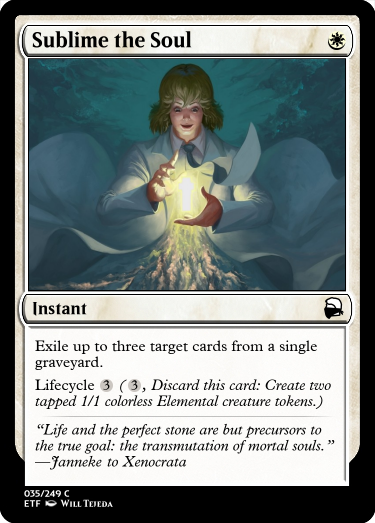 Sublime the Soul
Instant
Exile up to three target cards from a single
graveyard.
Lifecycle 3 (3, Discard this card: Create two
tapped 1/1 colorless Elemental creature tokens.)
“Life and the perfect stone are but precursors to
the true goal: the transmutation of mortal souls.”
—Janneke to Xenocrata
035/249 C
ETF Will Tejeda